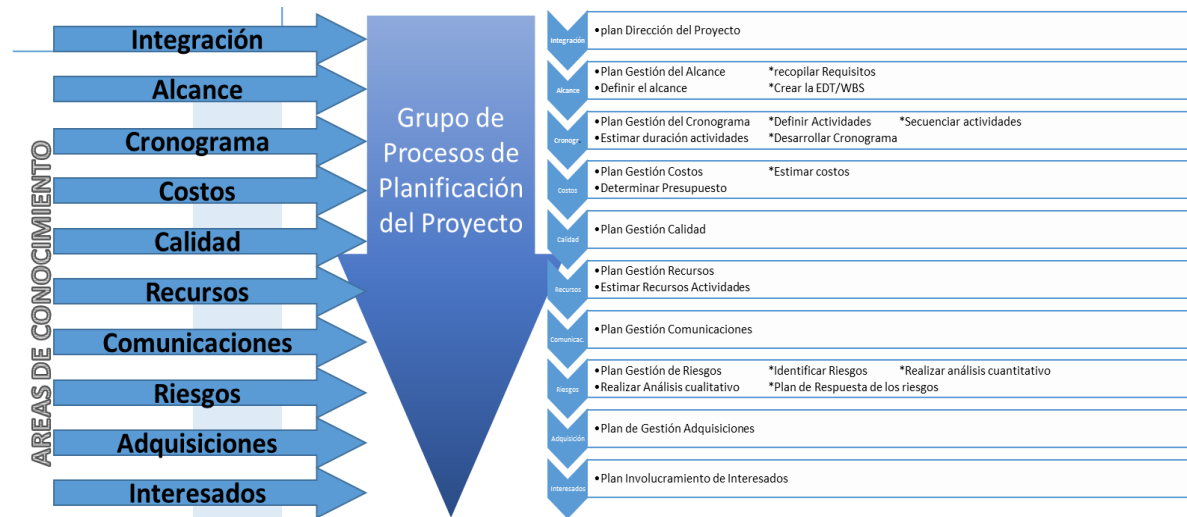 AREAS DE CONOCIMIENTO
Integración
Alcance
Cronograma
Costos
Calidad
Recursos
Comunicaciones
Riesgos
Adquisiciones
Interesados
Grupo de
Procesos de
Planificación
del Proyecto
Integración
•plan Dirección del Proyecto
Alcance
•Plan Gestión del Alcance *recopilar Requisitos
•Definir el alcance *Crear la EDT/WBS
Cronogr.
•Plan Gestión del Cronograma *Definir Actividades *Secuenciar actividades
•Estimar duración actividades *Desarrollar Cronograma
Costos
•Plan Gestión Costos *Estimar costos
•Determinar Presupuesto
Calidad
•Plan Gestión Calidad
Recursos
•Plan Gestión Recursos
•Estimar Recursos Actividades
Comunicac.
•Plan Gestión Comunicaciones
Riesgos
•Plan Gestión de Riesgos *Identificar Riesgos *Realizar análisis cuantitativo
•Realizar Análisis cualitativo *Plan de Respuesta de los riesgos
Adquisición
•Plan de Gestión Adquisiciones
Interesados
•Plan Involucramiento de Interesados